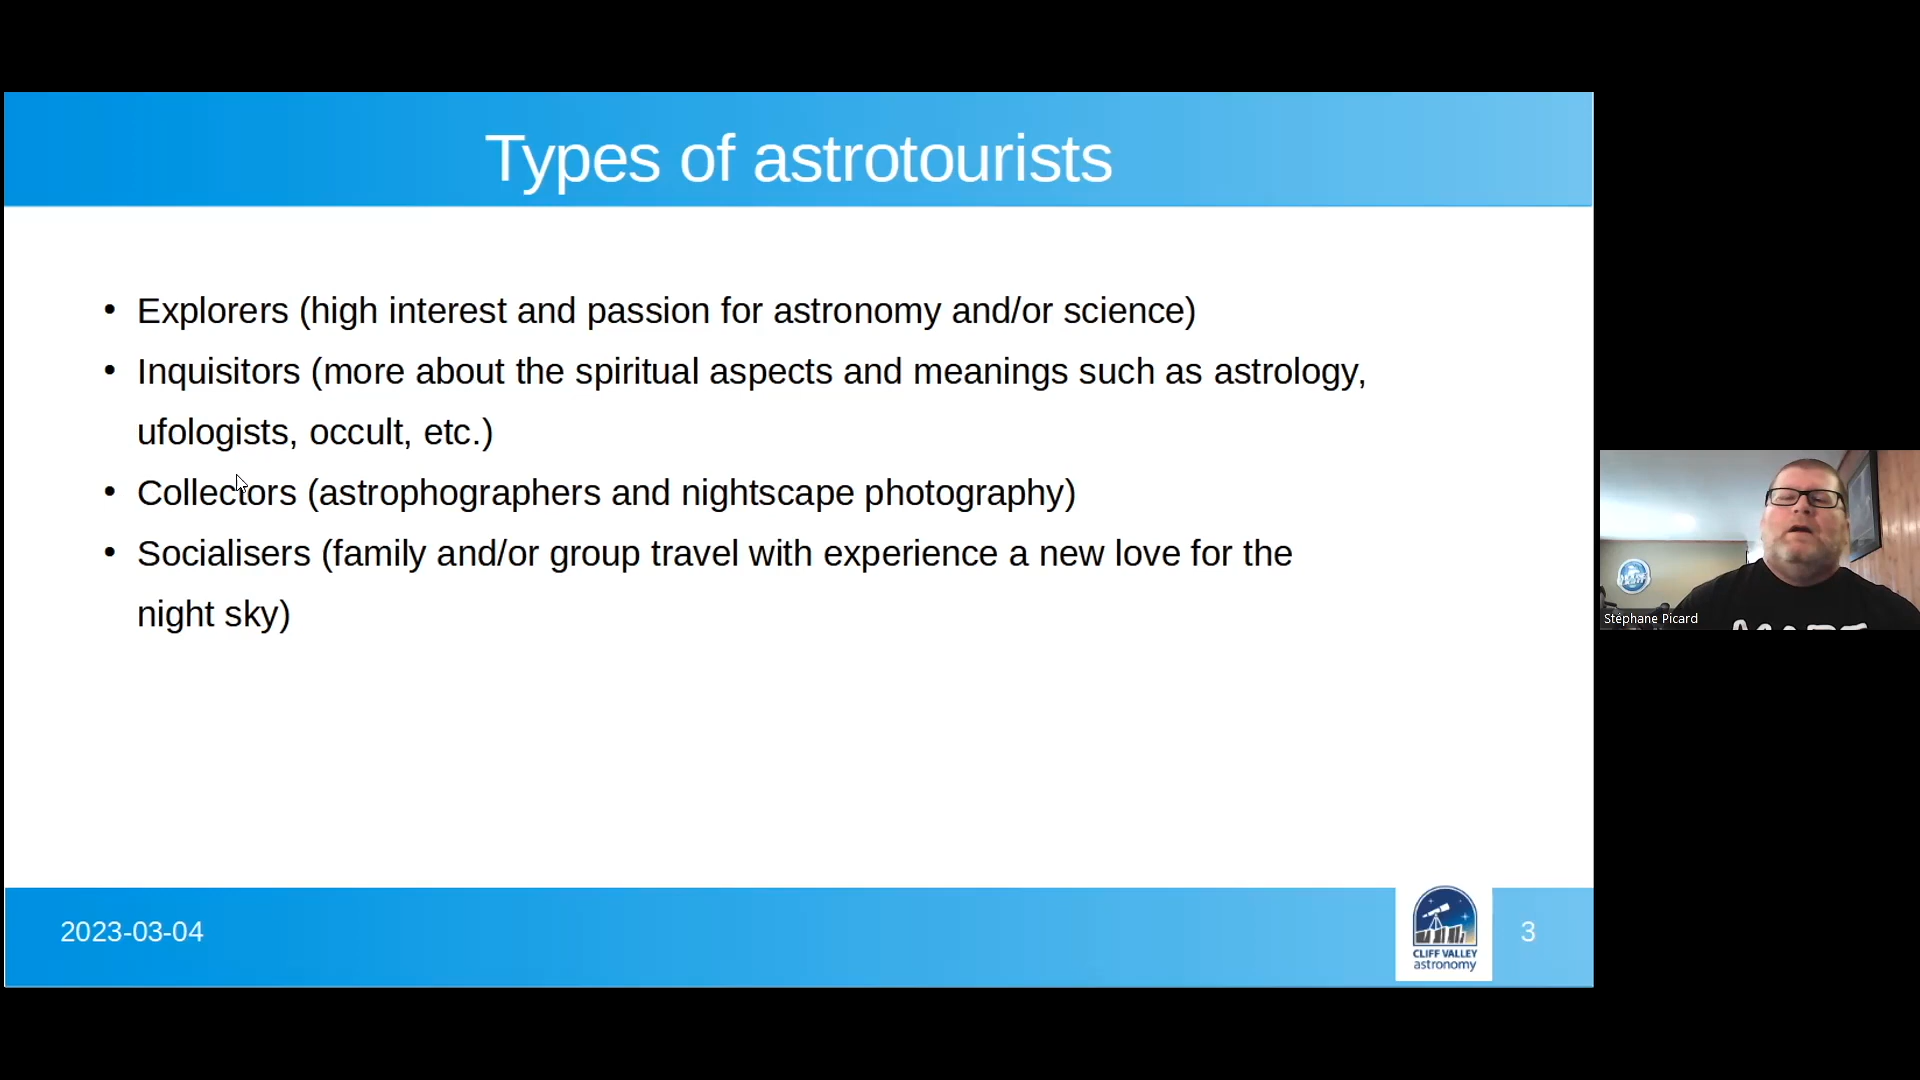 Types of astrotourists
• Explorers (high interest and passion for astronomy and/or science)
• Inquisitors (more about the spiritual aspects and meanings such as astrology,
ufologists, occult, etc.)
• Collectors (astrophographers and nightscape photography)
• Socialisers (family and/or group travel with experience a new love for the
night sky)
Stéphane Picard
2023-03-04
CLIFF VALLEY
astronomy
3